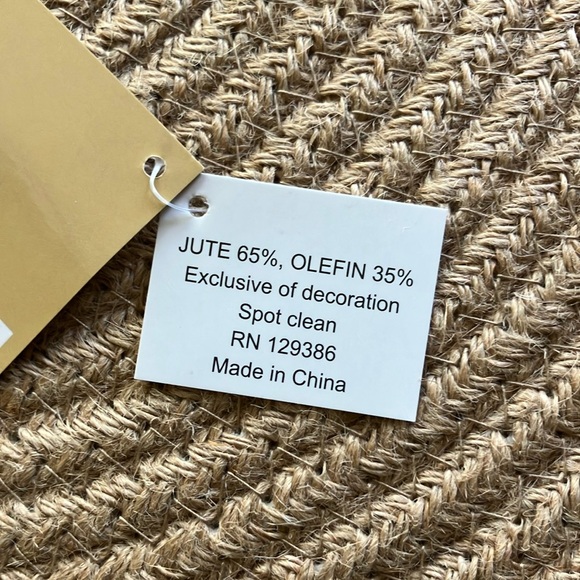 JUTE 65%, OLEFIN 35%
Exclusive of decoration
Spot clean
RN 129386
Made in China